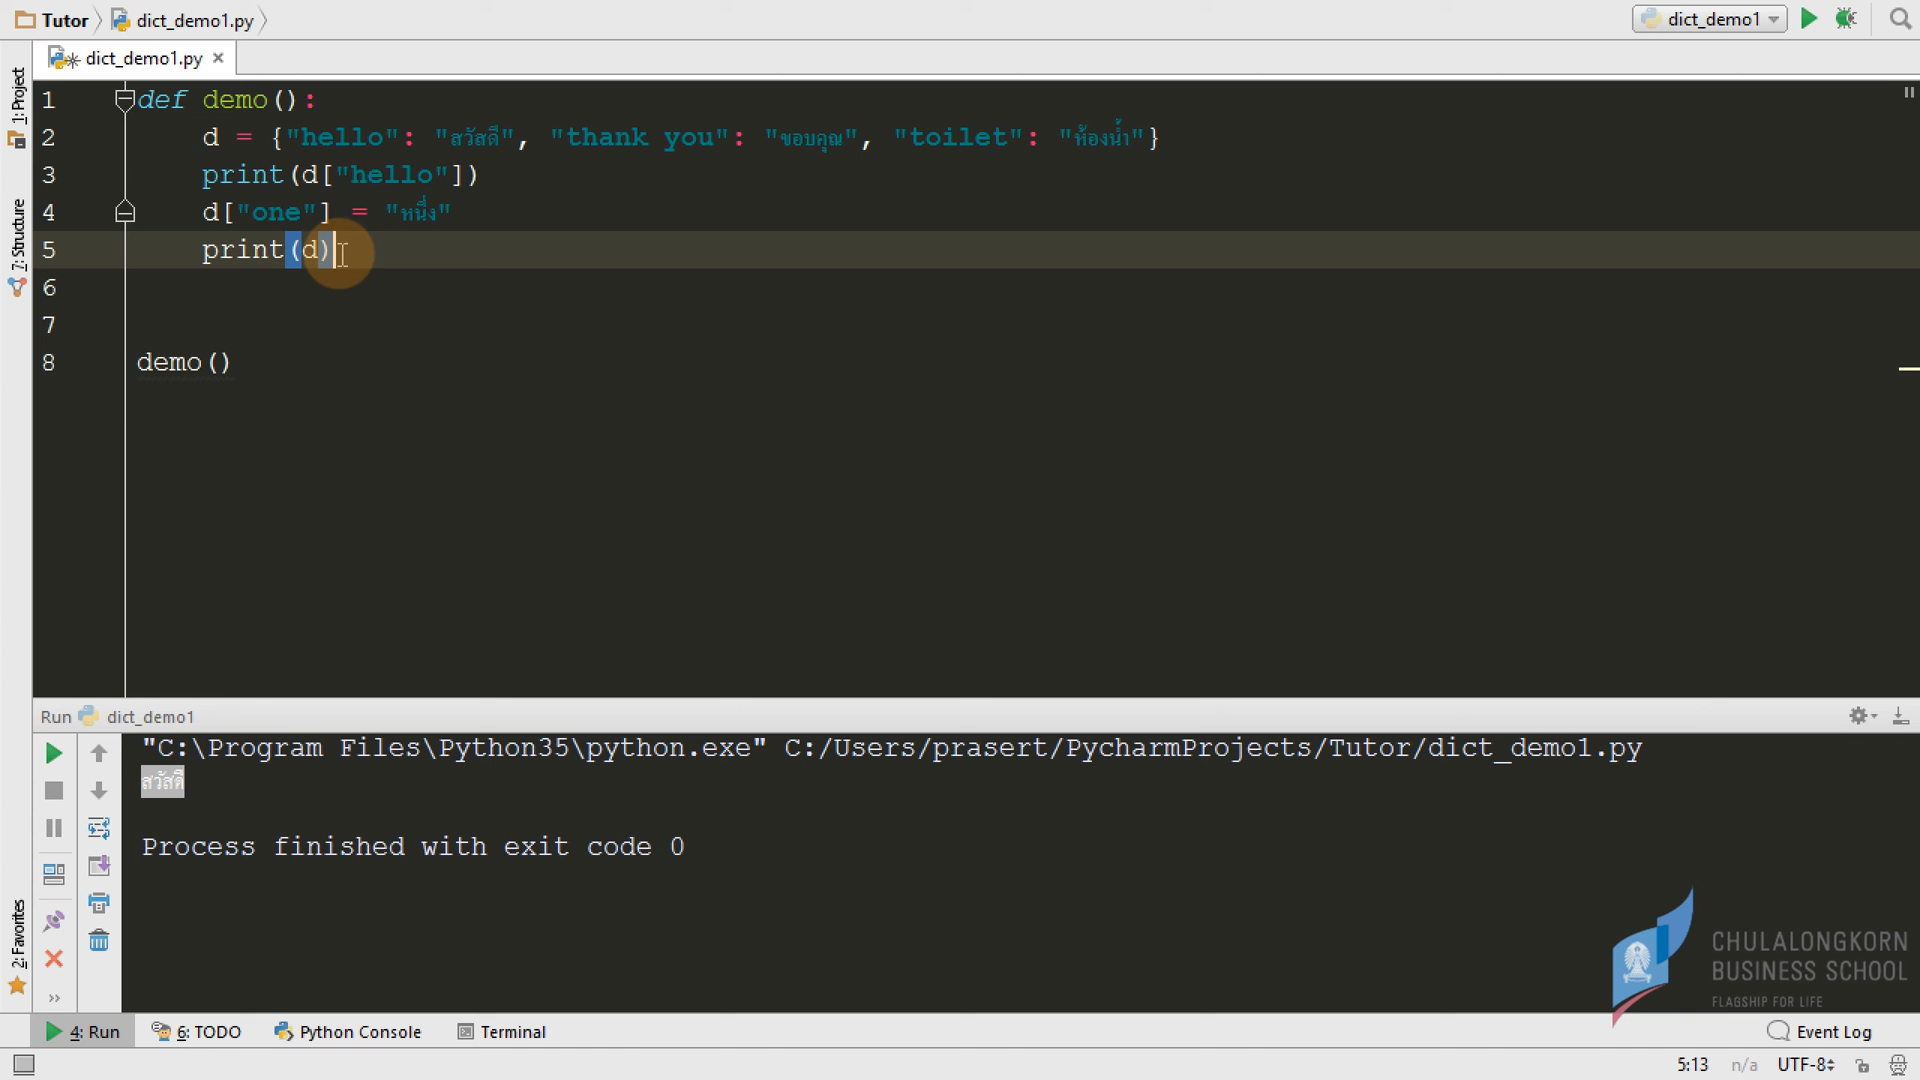 Tutor dict_demo1.py dict_demo1
dict_demo1.py
1: Project
7: Structure
2: Favorites
1 def demo():
2 d = {"hello": "สวัสดี", "thank you": "ขอบคุณ", "toilet": "ห้องน้ำ"}
3 print(d["hello"])
4 d["one"] = "หนึ่ง"
5 print(d)
6
7
8 demo()
Run dict_demo1
"C:\Program Files\Python35\python.exe" C:/Users/prasert/PycharmProjects/Tutor/dict_demo1.py
สวัสดี
Process finished with exit code 0
CHULALONGKORN
BUSINESS SCHOOL
FLAGSHIP FOR LIFE
4: Run 6: TODO Python Console Terminal Event Log
5:13 n/a UTF-8